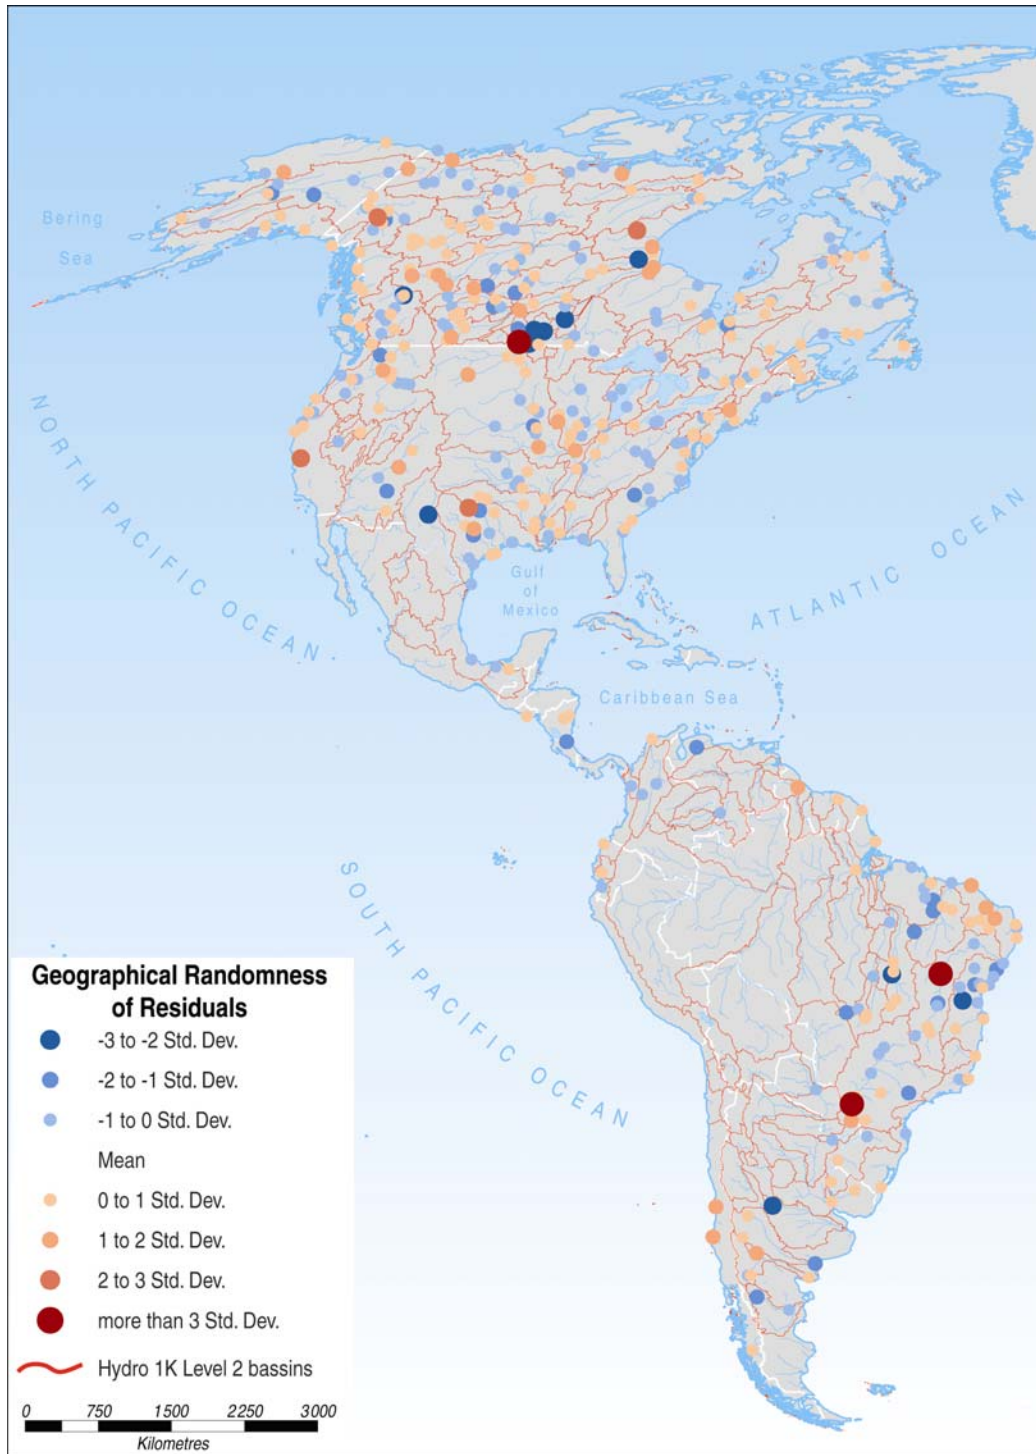 Bering
Sea
NORTH PACIFIC OCEAN
Gulf
of
Mexico
ATLANTIC OCEAN
Caribbean Sea
SOUTH PACIFIC OCEAN
Geographical Randomness
of Residuals
-3 to -2 Std. Dev.
-2 to -1 Std. Dev.
-1 to 0 Std. Dev.
Mean
0 to 1 Std. Dev.
1 to 2 Std. Dev.
2 to 3 Std. Dev.
more than 3 Std. Dev.
Hydro 1K Level 2 bassins
0 750 1500 2250 3000
Kilometres